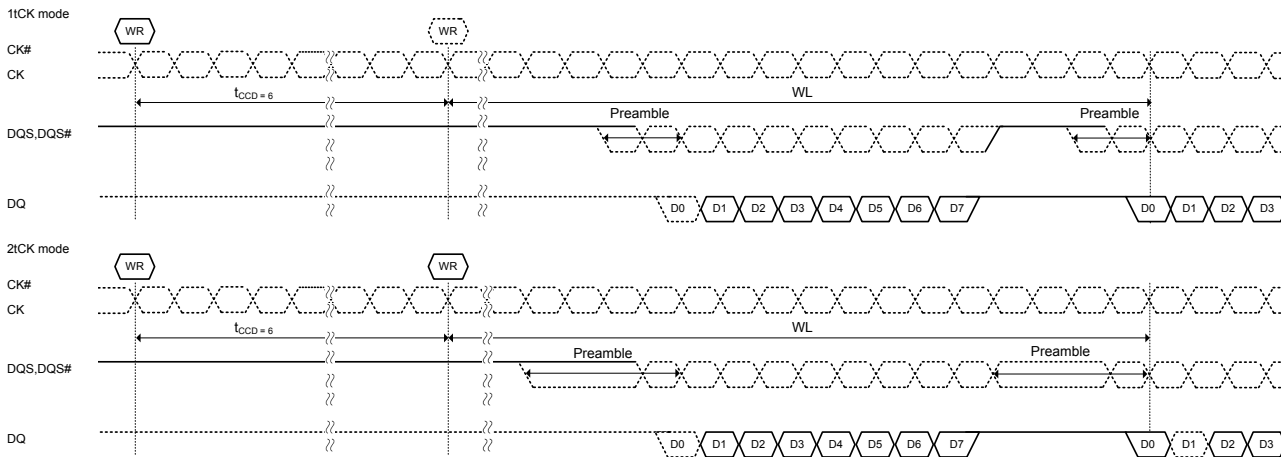 1tCK mode
WR WR
CK#
CK
tCCD = 6 WL
Preamble Preamble
DQS,DQS#
DQ D0 D1 D2 D3 D4 D5 D6 D7 D0 D1 D2 D3
2tCK mode
WR WR
CK#
CK
tCCD = 6 WL
Preamble Preamble
DQS,DQS#
DQ D0 D1 D2 D3 D4 D5 D6 D7 D0 D1 D2 D3